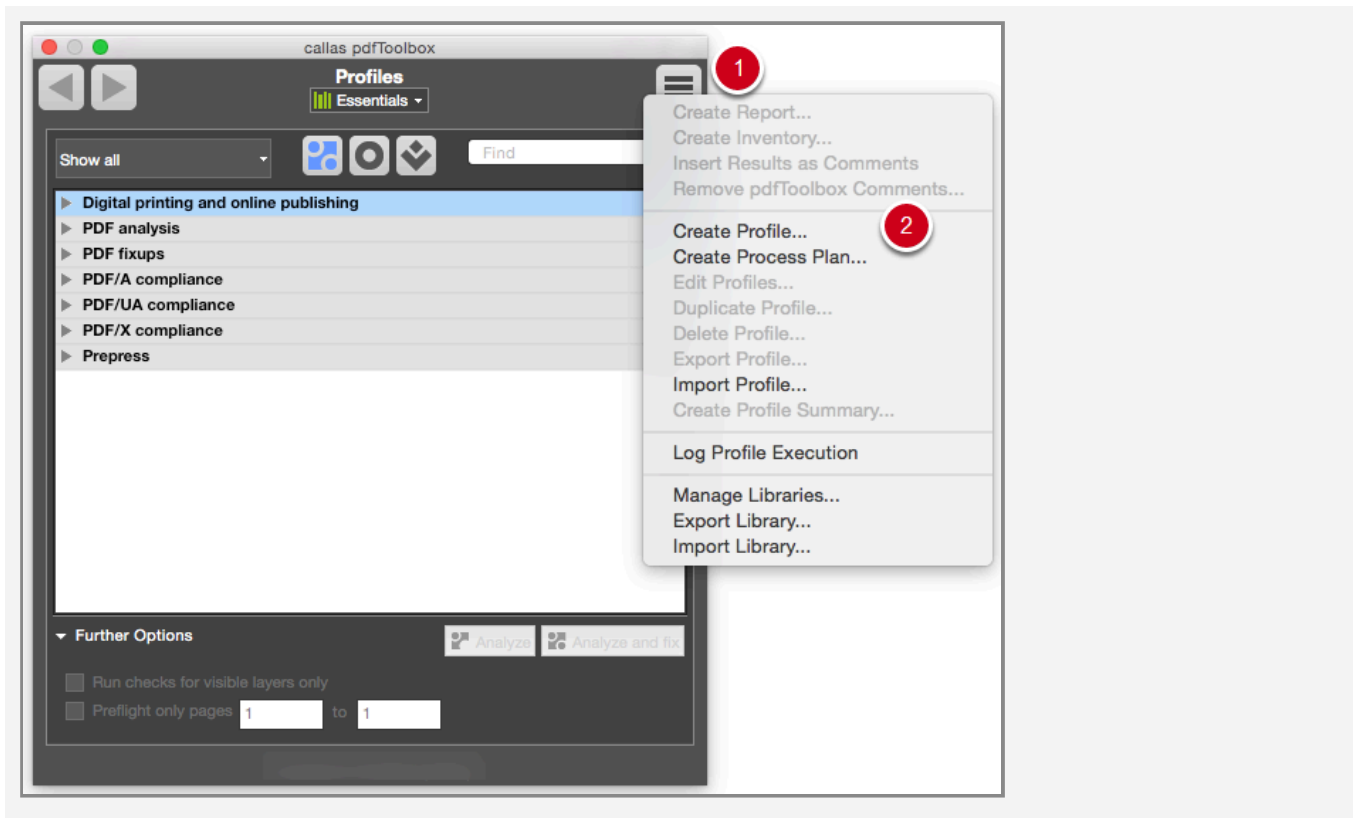 callas pdfToolbox
Profiles
Essentials
Show all
Find
Digital printing and online publishing
PDF analysis
PDF fixups
PDF/A compliance
PDF/UA compliance
PDF/X compliance
Prepress
Further Options
Analyze
Analyze and fix
Run checks for visible layers only
Preflight only pages 1 to 1
1
Create Report...
Create Inventory...
Insert Results as Comments
Remove pdfToolbox Comments...
2
Create Profile...
Create Process Plan...
Edit Profiles...
Duplicate Profile...
Delete Profile...
Export Profile...
Import Profile...
Create Profile Summary...
Log Profile Execution
Manage Libraries...
Export Library...
Import Library...